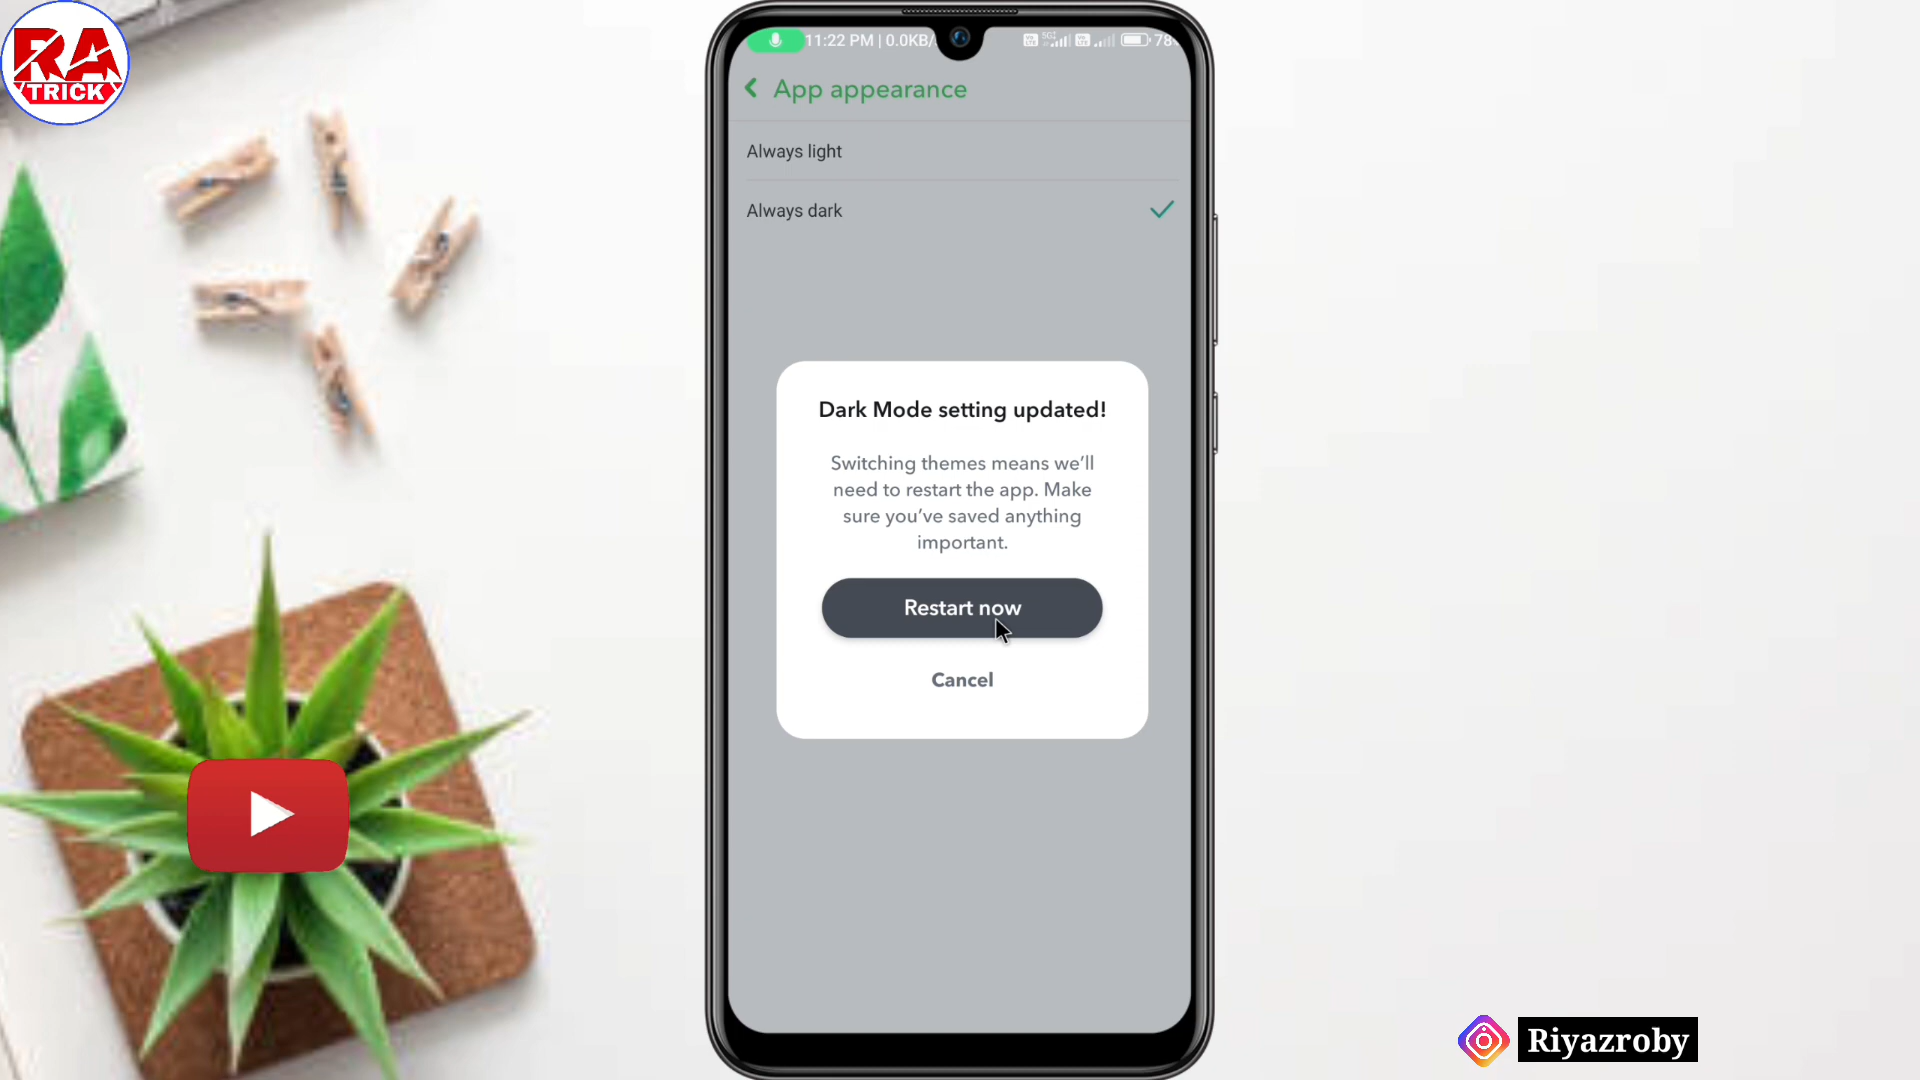 RA
TRICK
11:22 PM | 0.0KB/
78
App appearance
Always light
Always dark
Dark Mode setting updated!
Switching themes means we'll
need to restart the app. Make
sure you've saved anything
important.
Restart now
Cancel
Riyazroby